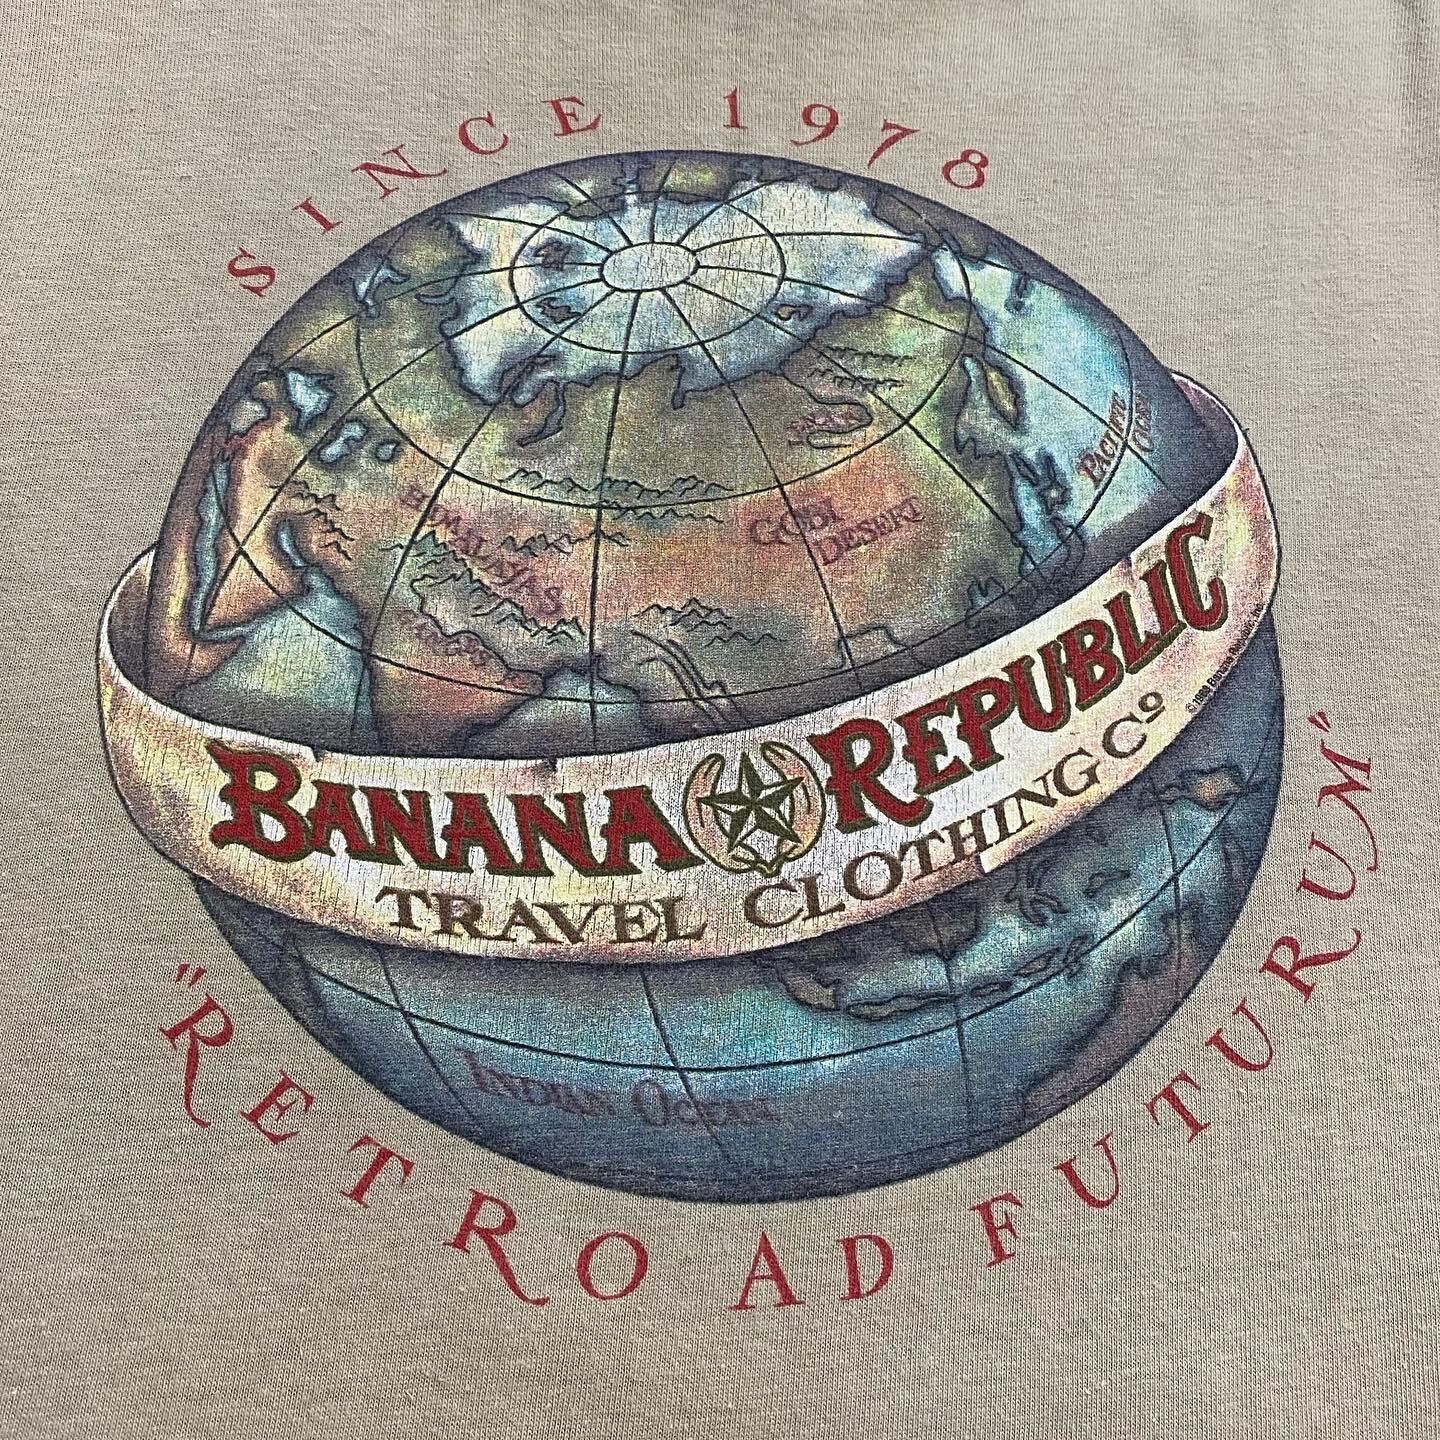 SINCE 1978
PACIFIC
OCEAN
HIMALAYAS
GOBI
DESERT
BANANA REPUBLIC
TRAVEL CLOTHING Cº
INDIAN OCEAN
"RETRO AD FUTURUM"